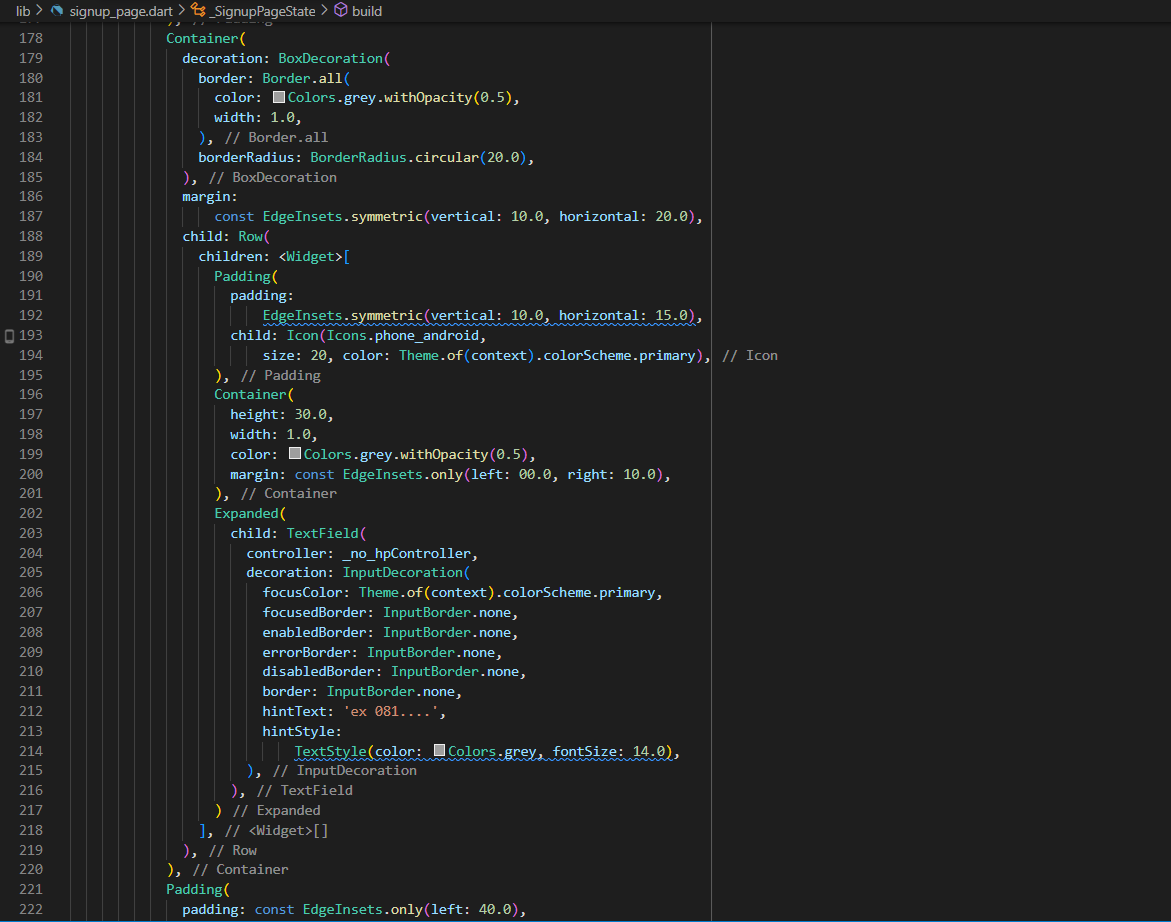 lib > signup_page.dart > _SignupPageState > build
178 Container(
179 decoration: BoxDecoration(
180 border: Border.all(
181 color: Colors.grey.withOpacity(0.5),
182 width: 1.0,
183 ), // Border.all
184 borderRadius: BorderRadius.circular(20.0),
185 ), // BoxDecoration
186 margin:
187 const EdgeInsets.symmetric(vertical: 10.0, horizontal: 20.0),
188 child: Row(
189 children: <Widget>[
190 Padding(
191 padding:
192 EdgeInsets.symmetric(vertical: 10.0, horizontal: 15.0),
193 child: Icon(Icons.phone_android,
194 size: 20, color: Theme.of(context).colorScheme.primary), // Icon
195 ), // Padding
196 Container(
197 height: 30.0,
198 width: 1.0,
199 color: Colors.grey.withOpacity(0.5),
200 margin: const EdgeInsets.only(left: 00.0, right: 10.0),
201 ), // Container
202 Expanded(
203 child: TextField(
204 controller: _no_hpController,
205 decoration: InputDecoration(
206 focusColor: Theme.of(context).colorScheme.primary,
207 focusedBorder: InputBorder.none,
208 enabledBorder: InputBorder.none,
209 errorBorder: InputBorder.none,
210 disabledBorder: InputBorder.none,
211 border: InputBorder.none,
212 hintText: 'ex 081....',
213 hintStyle:
214 TextStyle(color: Colors.grey, fontSize: 14.0),
215 ), // InputDecoration
216 ), // TextField
217 ) // Expanded
218 ], // <Widget>[]
219 ), // Row
220 ), // Container
221 Padding(
222 padding: const EdgeInsets.only(left: 40.0),